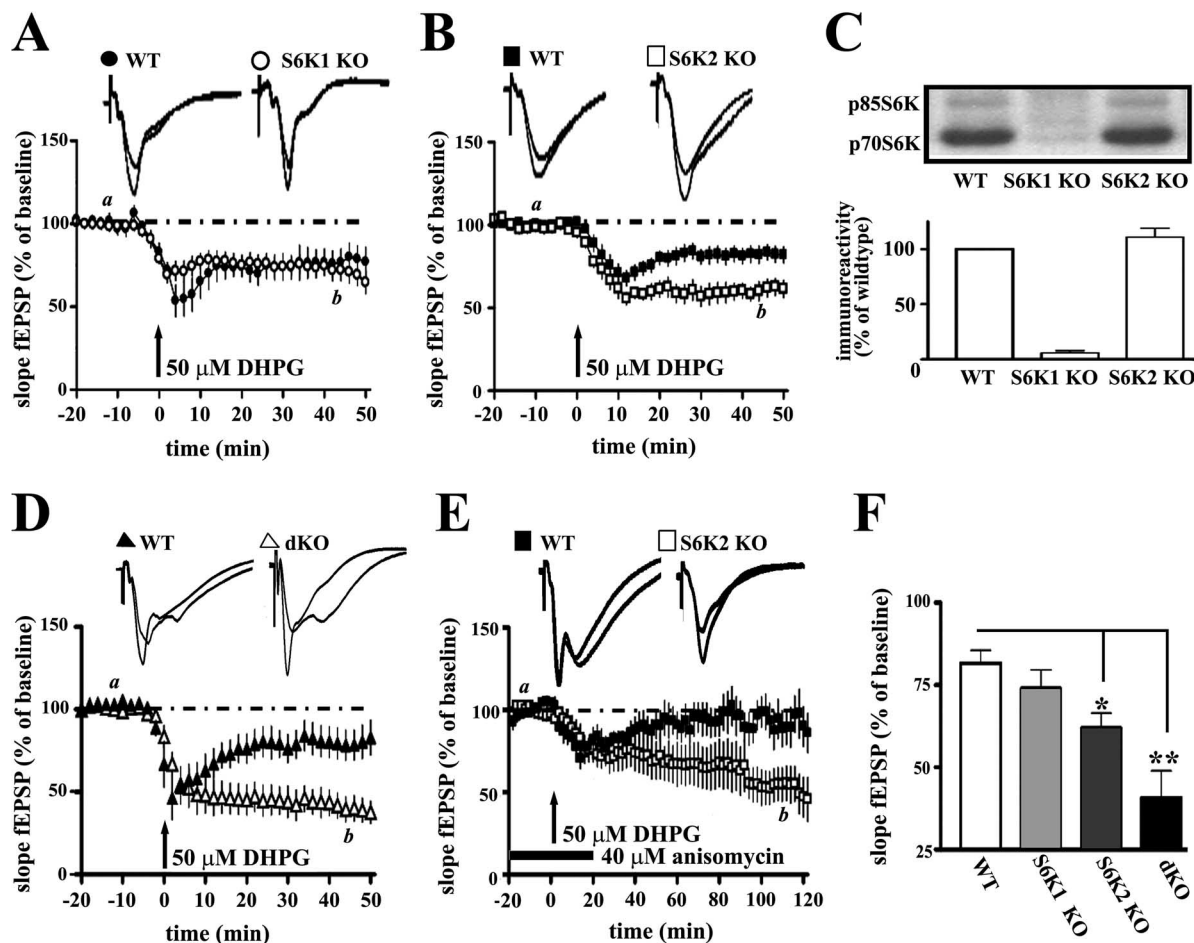 A
WT
S6K1 KO
150
100
50
0
a
b
50 μM DHPG
-20 -10 0 10 20 30 40 50
time (min)
slope fEPSP (% of baseline)
B
WT
S6K2 KO
150
100
50
0
a
b
50 μM DHPG
-20 -10 0 10 20 30 40 50
time (min)
slope fEPSP (% of baseline)
C
p85S6K
p70S6K
WT S6K1 KO S6K2 KO
immunoreactivity
(% of wildtype)
100
50
0
WT S6K1 KO S6K2 KO
D
WT
dKO
150
100
50
0
a
b
50 μM DHPG
-20 -10 0 10 20 30 40 50
time (min)
slope fEPSP (% of baseline)
E
WT
S6K2 KO
150
100
50
0
a
b
50 μM DHPG
40 μM anisomycin
-20 0 20 40 60 80 100 120
time (min)
slope fEPSP (% of baseline)
F
slope fEPSP (% of baseline)
100
75
50
25
*
**
WT
S6K1 KO
S6K2 KO
dKO